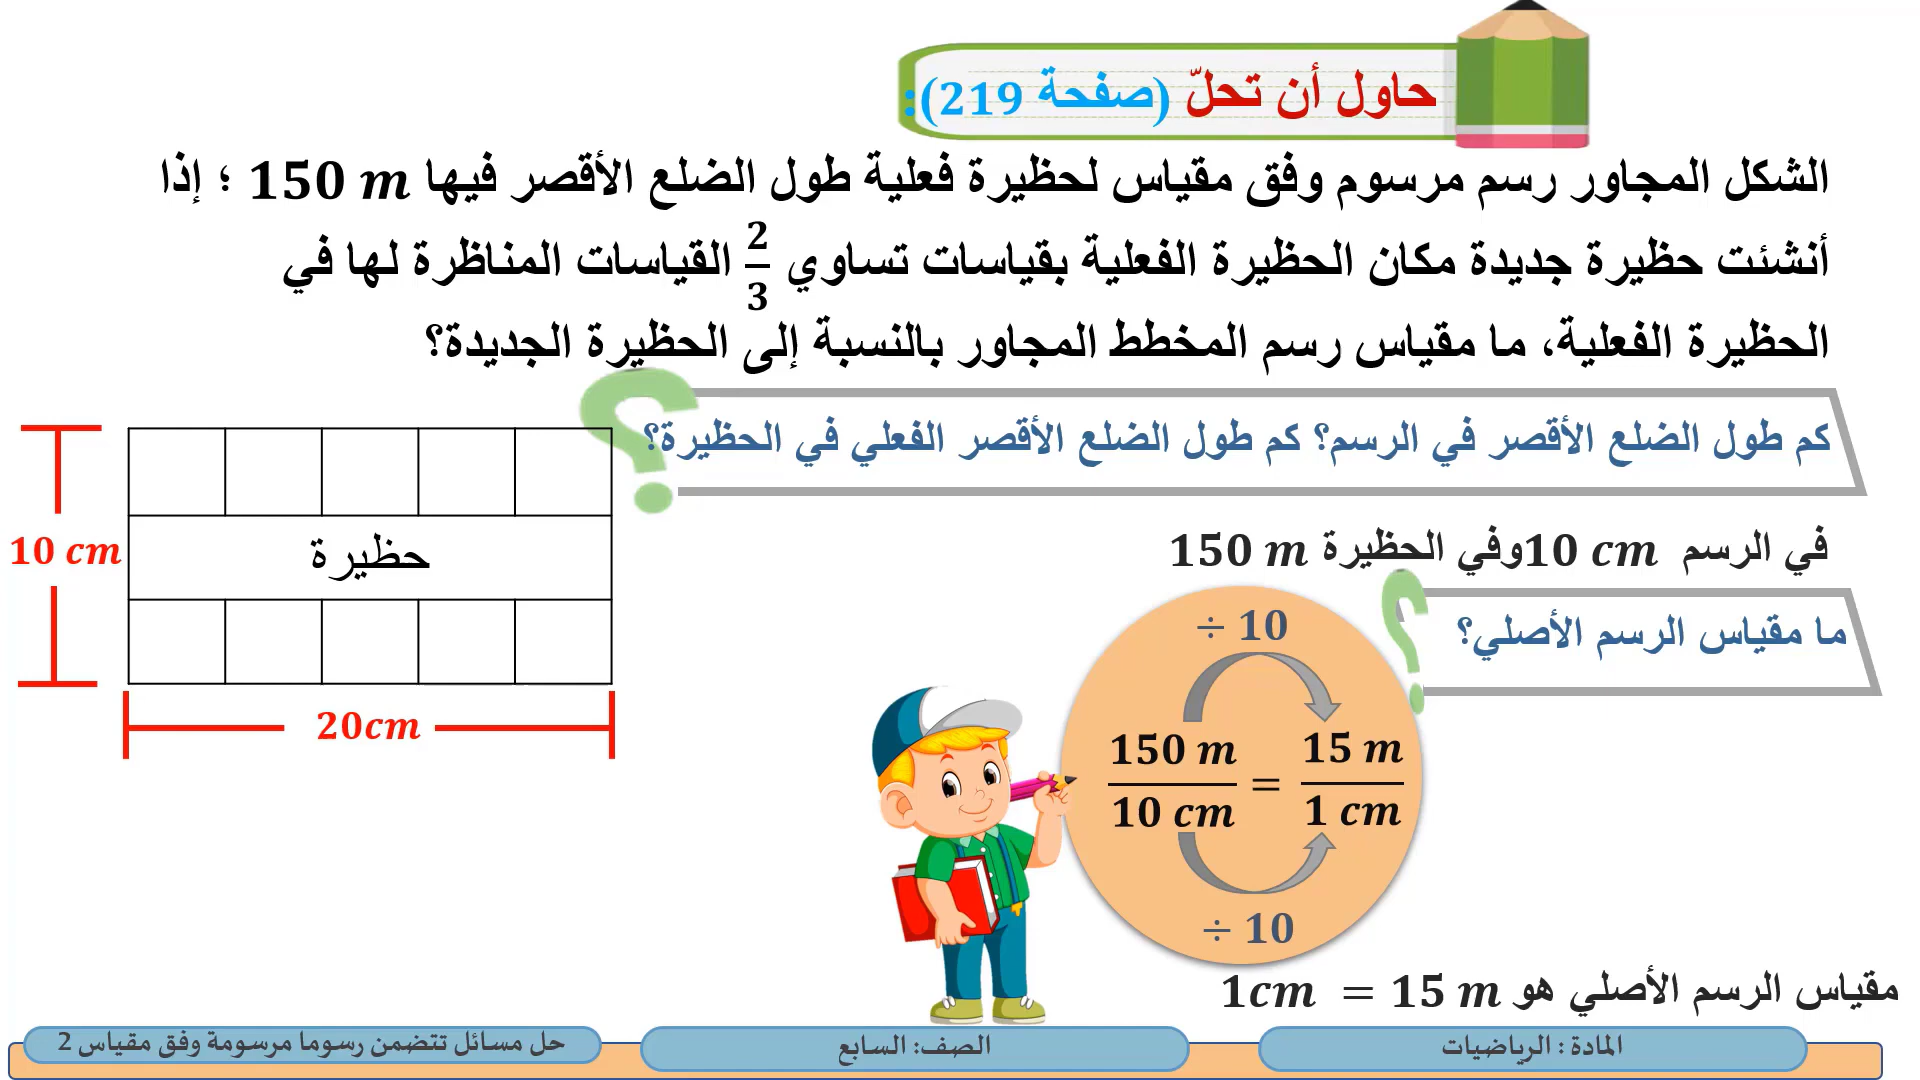 حاول أن تحلّ (صفحة 219):
الشكل المجاور رسم مرسوم وفق مقياس لحظيرة فعلية طول الضلع الأقصر فيها 150 m ؛ إذا
أنشئت حظيرة جديدة مكان الحظيرة الفعلية بقياسات تساوي 2/3 القياسات المناظرة لها في
الحظيرة الفعلية، ما مقياس رسم المخطط المجاور بالنسبة إلى الحظيرة الجديدة؟
كم طول الضلع الأقصر في الرسم؟ كم طول الضلع الأقصر الفعلي في الحظيرة؟
؟
10 cm
حظيرة
20cm
في الرسم 10 cm وفي الحظيرة 150 m
ما مقياس الرسم الأصلي؟
؟
÷ 10
150 m / 10 cm = 15 m / 1 cm
÷ 10
مقياس الرسم الأصلي هو 1cm = 15 m
المادة : الرياضيات
الصف: السابع
حل مسائل تتضمن رسوما مرسومة وفق مقياس 2